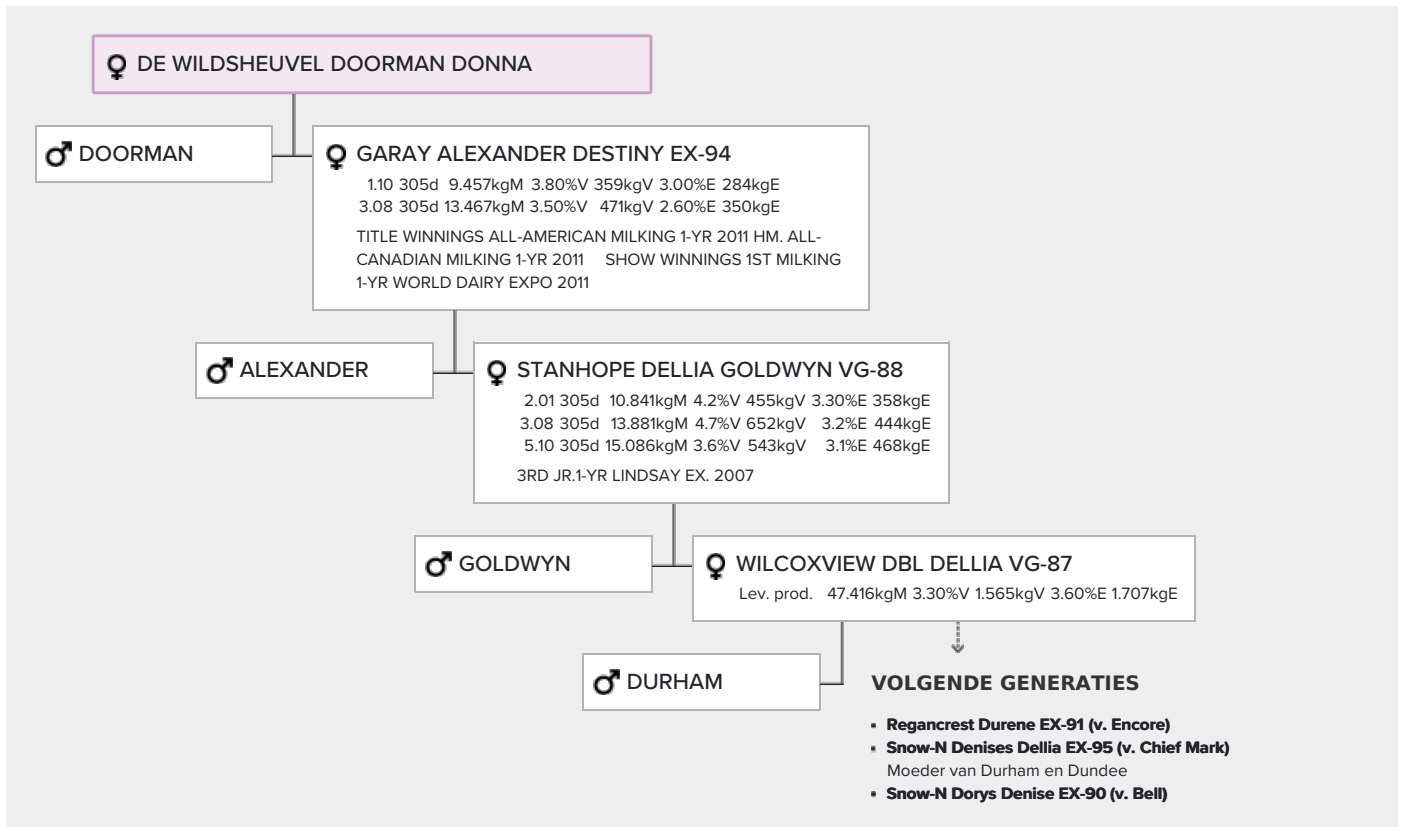 DE WILDSHEUVEL DOORMAN DONNA
DOORMAN
GARAY ALEXANDER DESTINY EX-94
1.10 305d 9.457kgM 3.80%V 359kgV 3.00%E 284kgE
3.08 305d 13.467kgM 3.50%V 471kgV 2.60%E 350kgE
TITLE WINNINGS ALL-AMERICAN MILKING 1-YR 2011 HM. ALL-
CANADIAN MILKING 1-YR 2011 SHOW WINNINGS 1ST MILKING
1-YR WORLD DAIRY EXPO 2011
ALEXANDER
STANHOPE DELLIA GOLDWYN VG-88
2.01 305d 10.841kgM 4.2%V 455kgV 3.30%E 358kgE
3.08 305d 13.881kgM 4.7%V 652kgV 3.2%E 444kgE
5.10 305d 15.086kgM 3.6%V 543kgV 3.1%E 468kgE
3RD JR.1-YR LINDSAY EX. 2007
GOLDWYN
WILCOXVIEW DBL DELLIA VG-87
Lev. prod. 47.416kgM 3.30%V 1.565kgV 3.60%E 1.707kgE
DURHAM
VOLGENDE GENERATIES
• Regancrest Durene EX-91 (v. Encore)
• Snow-N Denises Dellia EX-95 (v. Chief Mark)
Moeder van Durham en Dundee
• Snow-N Dorys Denise EX-90 (v. Bell)